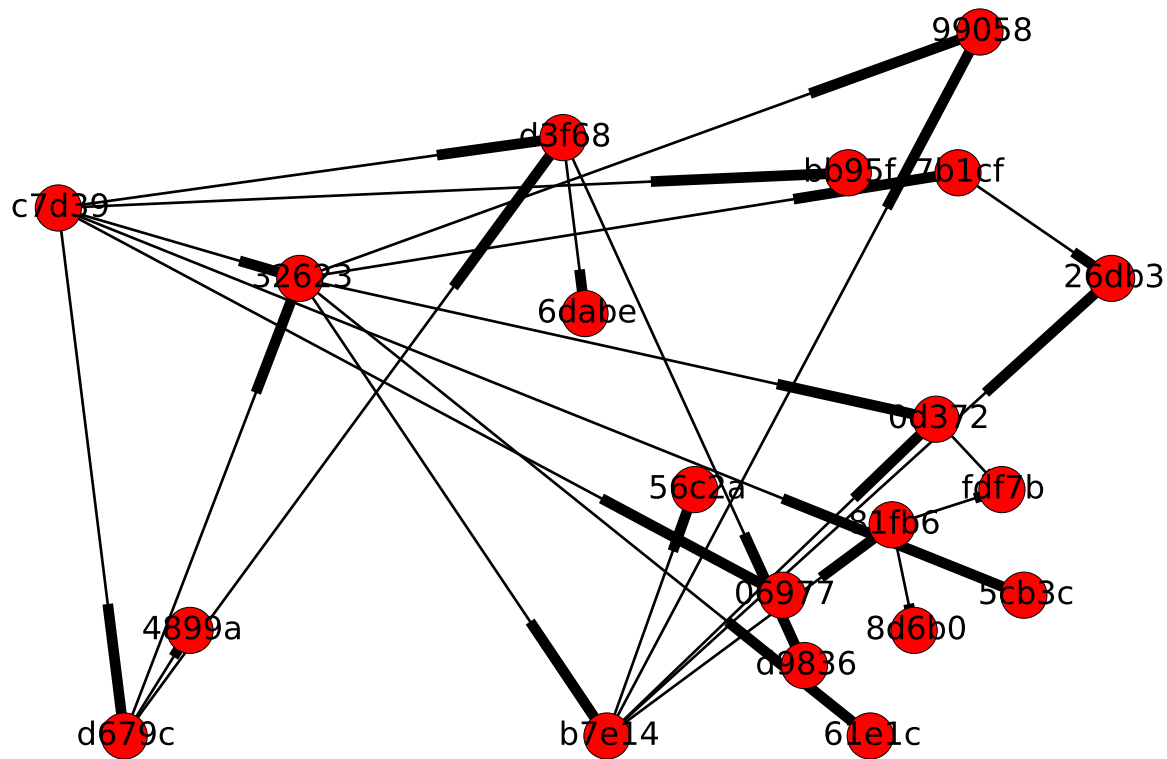 99058
d3f68
bb95f
7b1cf
c7d39
32623
26db3
6dabe
0d372
56c2a
fdf7b
81fb6
06977
5cb3c
4899a
8d6b0
d9836
d679c
b7e14
61e1c